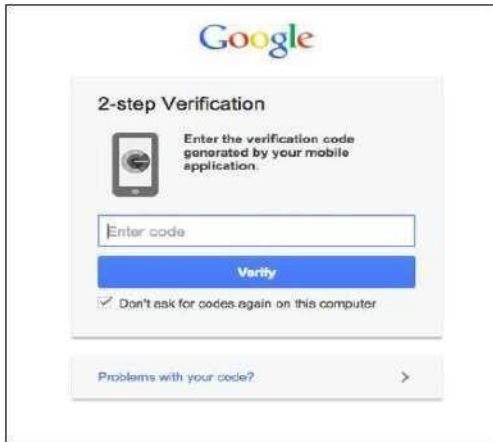 Google
2-step Verification
Enter the verification code
generated by your mobile
application.
Enter code
Verify
Don't ask for codes again on this computer
Problems with your code?